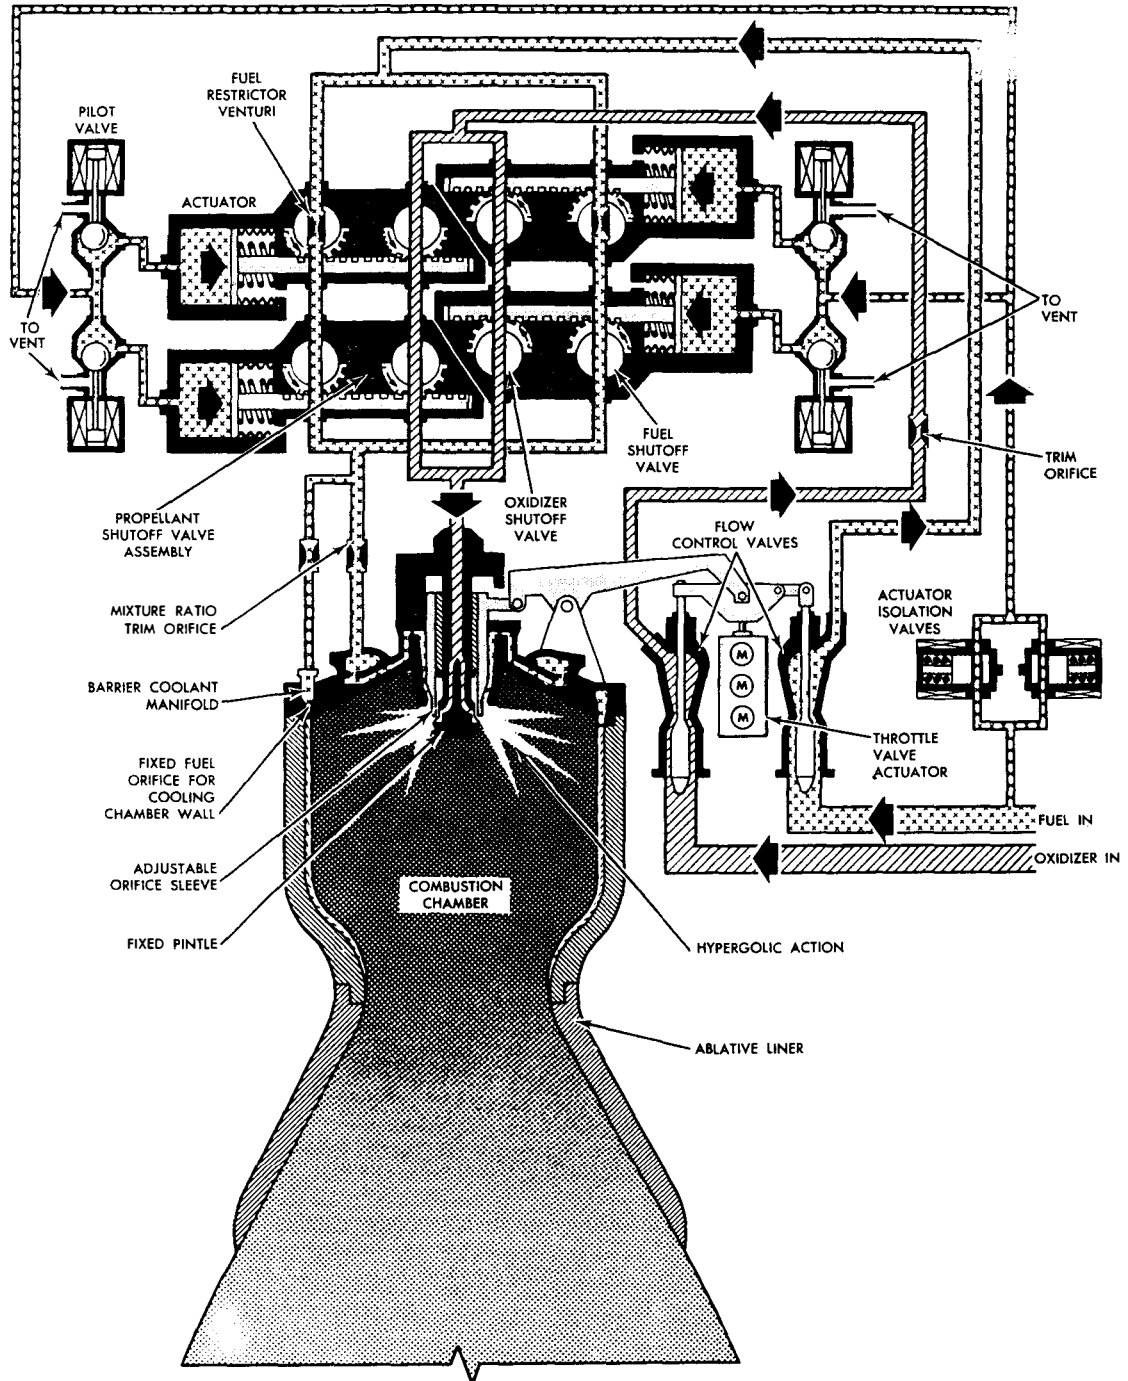 FUEL
RESTRICTOR
VENTURI
PILOT
VALVE
ACTUATOR
TO
VENT
TO
VENT
FUEL
SHUTOFF
VALVE
TRIM
ORIFICE
OXIDIZER
SHUTOFF
VALVE
PROPELLANT
SHUTOFF VALVE
ASSEMBLY
FLOW
CONTROL VALVES
MIXTURE RATIO
TRIM ORIFICE
ACTUATOR
ISOLATION
VALVES
BARRIER COOLANT
MANIFOLD
M
M
M
THROTTLE
VALVE
ACTUATOR
FIXED FUEL
ORIFICE FOR
COOLING
CHAMBER WALL
FUEL IN
OXIDIZER IN
ADJUSTABLE
ORIFICE SLEEVE
COMBUSTION
CHAMBER
FIXED PINTLE
HYPERGOLIC ACTION
ABLATIVE LINER